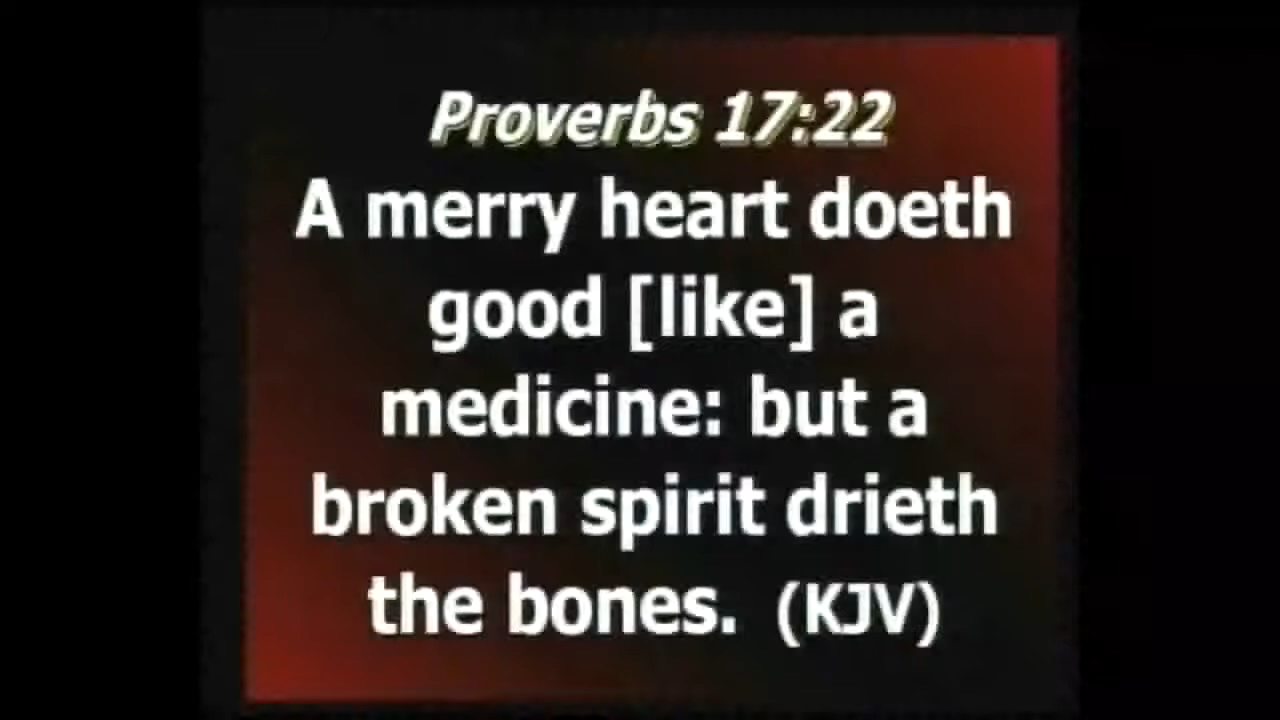 Proverbs 17:22
A merry heart doeth
good [like] a
medicine: but a
broken spirit drieth
the bones. (KJV)